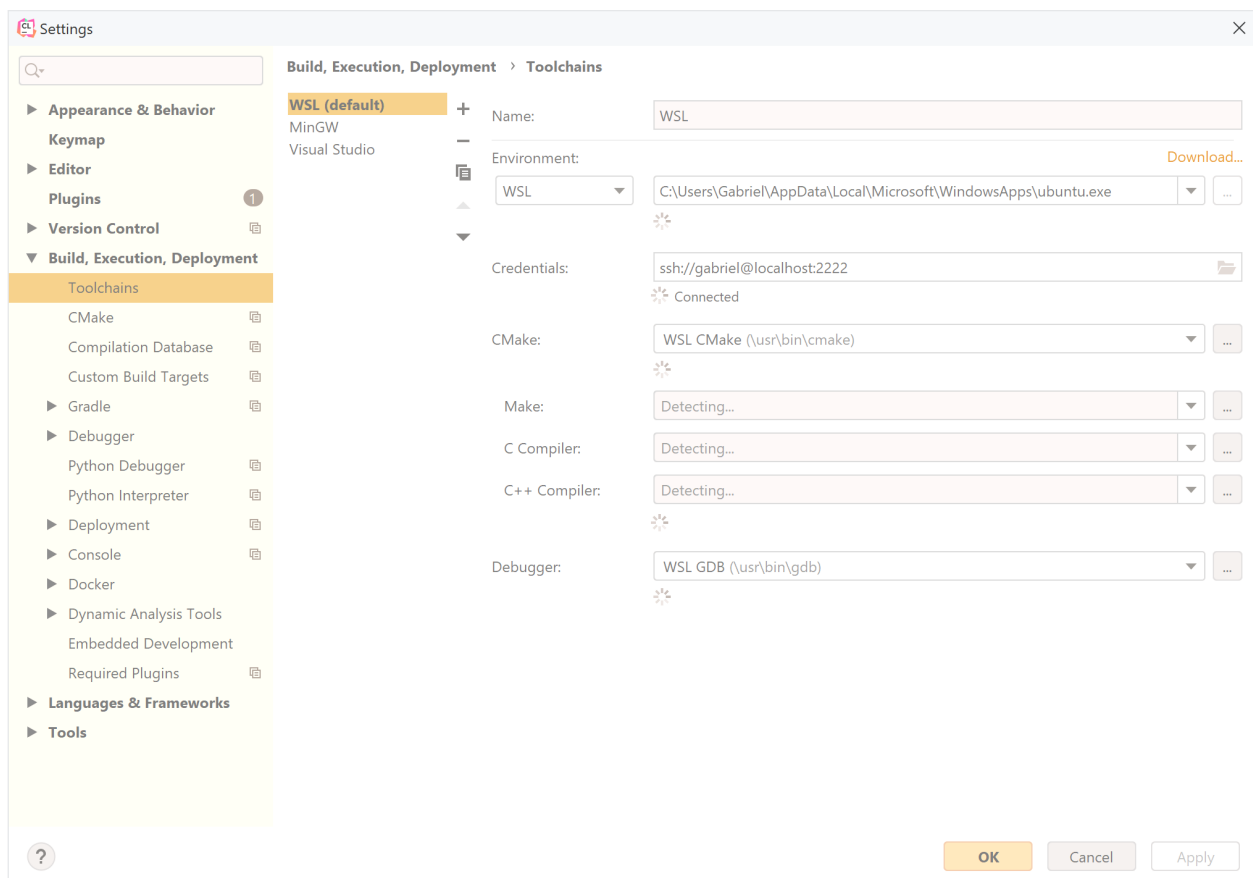 CL Settings
Build, Execution, Deployment › Toolchains
Appearance & Behavior
Keymap
Editor
Plugins 1
Version Control
Build, Execution, Deployment
Toolchains
CMake
Compilation Database
Custom Build Targets
Gradle
Debugger
Python Debugger
Python Interpreter
Deployment
Console
Docker
Dynamic Analysis Tools
Embedded Development
Required Plugins
Languages & Frameworks
Tools
WSL (default)
MinGW
Visual Studio
Name: WSL
Environment: Download...
WSL C:\Users\Gabriel\AppData\Local\Microsoft\WindowsApps\ubuntu.exe ...
Credentials: ssh://gabriel@localhost:2222
Connected
CMake: WSL CMake (\usr\bin\cmake) ...
Make: Detecting... ...
C Compiler: Detecting... ...
C++ Compiler: Detecting... ...
Debugger: WSL GDB (\usr\bin\gdb) ...
? OK Cancel Apply